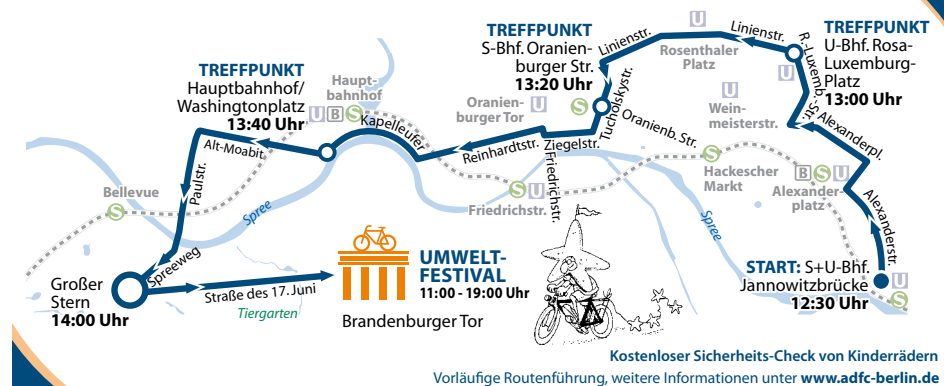 TREFFPUNKT
S-Bhf. Oranien-
burger Str.
13:20 Uhr
Linienstr.
U
Rosenthaler
Platz
Linienstr.
R.-Luxemb.-Str.
TREFFPUNKT
U-Bhf. Rosa-
Luxemburg-
Platz
13:00 Uhr
TREFFPUNKT
Hauptbahnhof/
Washingtonplatz
13:40 Uhr
Haupt-
bahnhof
U B S
Kapelleufer
Oranien-
burger Tor
U
S
Tucholskystr.
Oranienb. Str.
U
U
Wein-
meisterstr.
Alexanderpl.
Alt-Moabit
Paulstr.
Reinhardtstr.
Ziegelstr.
Friedrichstr.
S U
Friedrichstr.
S
Hackescher
Markt
B S U
Alexander-
platz
Alexanderstr.
Bellevue
S
Spree
Spree
Spreeweg
Großer
Stern
14:00 Uhr
Straße des 17. Juni
Tiergarten
UMWELT-
FESTIVAL
11:00 - 19:00 Uhr
Brandenburger Tor
START: S+U-Bhf.
Jannowitzbrücke
12:30 Uhr
U
S
Kostenloser Sicherheits-Check von Kinderrädern
Vorläufige Routenführung, weitere Informationen unter www.adfc-berlin.de